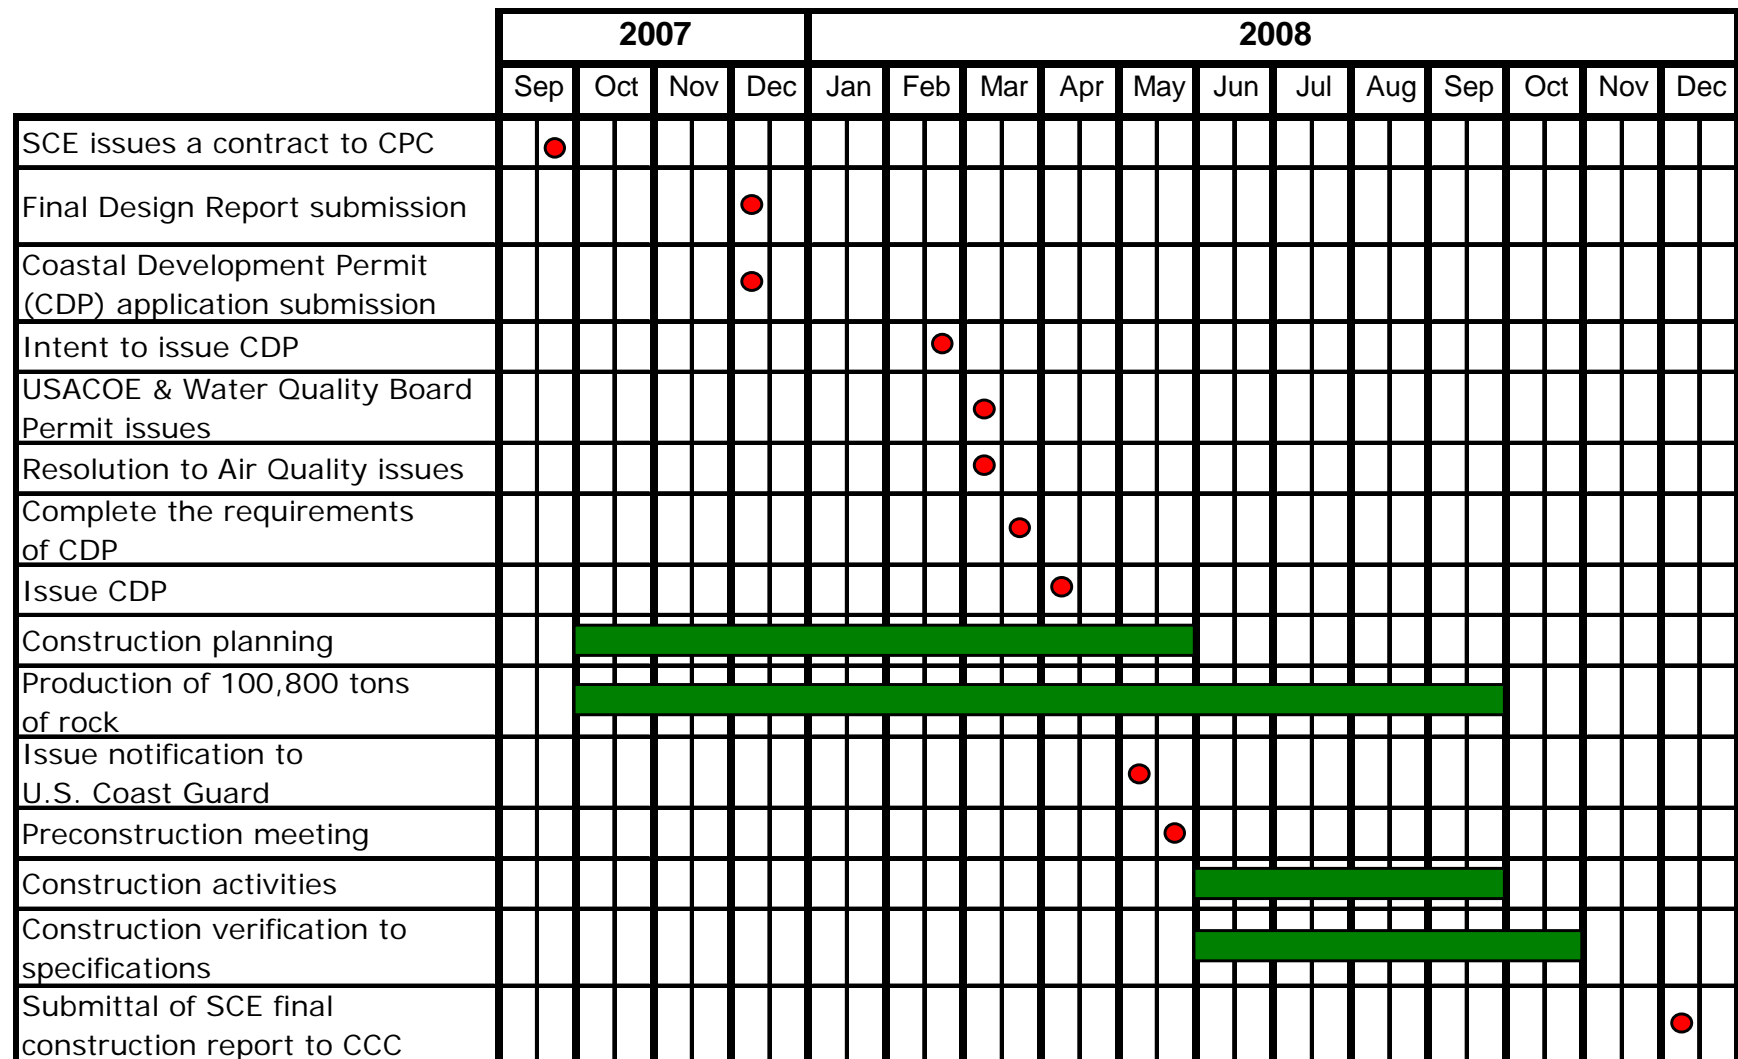 2007 2008
Sep Oct Nov Dec Jan Feb Mar Apr May Jun Jul Aug Sep Oct Nov Dec
SCE issues a contract to CPC
Final Design Report submission
Coastal Development Permit
(CDP) application submission
Intent to issue CDP
USACOE & Water Quality Board
Permit issues
Resolution to Air Quality issues
Complete the requirements
of CDP
Issue CDP
Construction planning
Production of 100,800 tons
of rock
Issue notification to
U.S. Coast Guard
Preconstruction meeting
Construction activities
Construction verification to
specifications
Submittal of SCE final
construction report to CCC